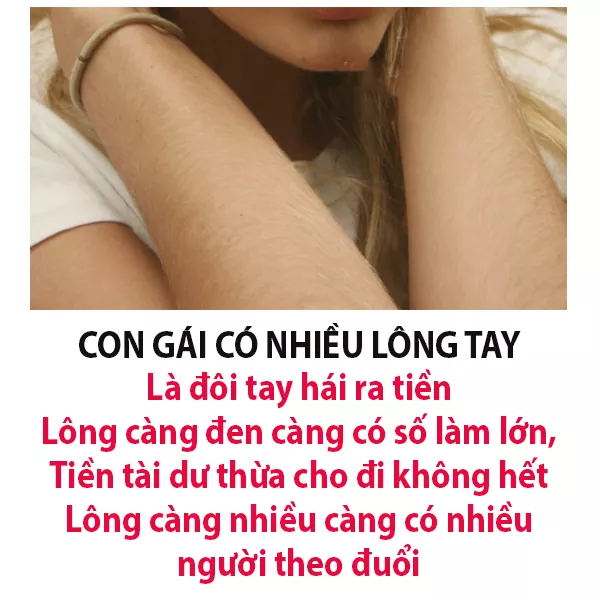 CON GÁI CÓ NHIỀU LÔNG TAY
Là đôi tay hái ra tiền
Lông càng đen càng có số làm lớn,
Tiền tài dư thừa cho đi không hết
Lông càng nhiều càng có nhiều
người theo đuổi